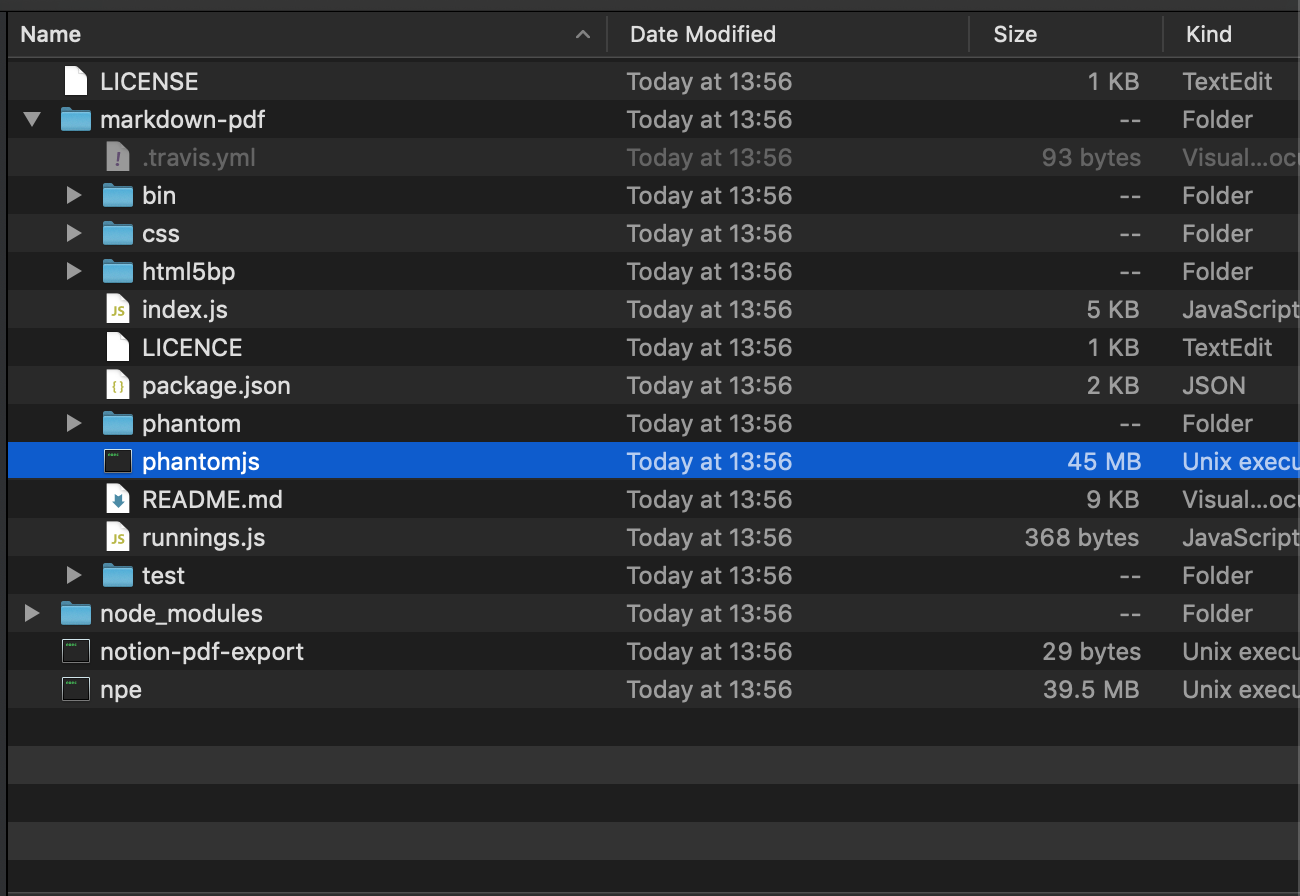 Name Date Modified Size Kind
LICENSE Today at 13:56 1 KB TextEdit
markdown-pdf Today at 13:56 -- Folder
.travis.yml Today at 13:56 93 bytes Visual...ocu
bin Today at 13:56 -- Folder
css Today at 13:56 -- Folder
html5bp Today at 13:56 -- Folder
JS index.js Today at 13:56 5 KB JavaScript
LICENCE Today at 13:56 1 KB TextEdit
{} package.json Today at 13:56 2 KB JSON
phantom Today at 13:56 -- Folder
phantomjs Today at 13:56 45 MB Unix execu
README.md Today at 13:56 9 KB Visual...ocu
JS runnings.js Today at 13:56 368 bytes JavaScript
test Today at 13:56 -- Folder
node_modules Today at 13:56 -- Folder
notion-pdf-export Today at 13:56 29 bytes Unix execu
npe Today at 13:56 39.5 MB Unix execu